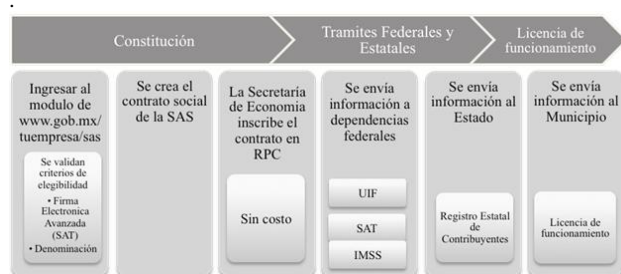 .
Constitución
Tramites Federales y
Estatales
Licencia de
funcionamiento
Ingresar al
modulo de
www.gob.mx/
tuempresa/sas
Se validan
criterios de
elegibilidad
• Firma
Electronica
Avanzada
(SAT)
• Denominación
Se crea el
contrato social
de la SAS
La Secretaría
de Economia
inscribe el
contrato en
RPC
Sin costo
Se envía
información a
dependencias
federales
UIF
SAT
IMSS
Se envía
información al
Estado
Registro Estatal
de
Contribuyentes
Se envía
información al
Municipio
Licencia de
funcionamiento